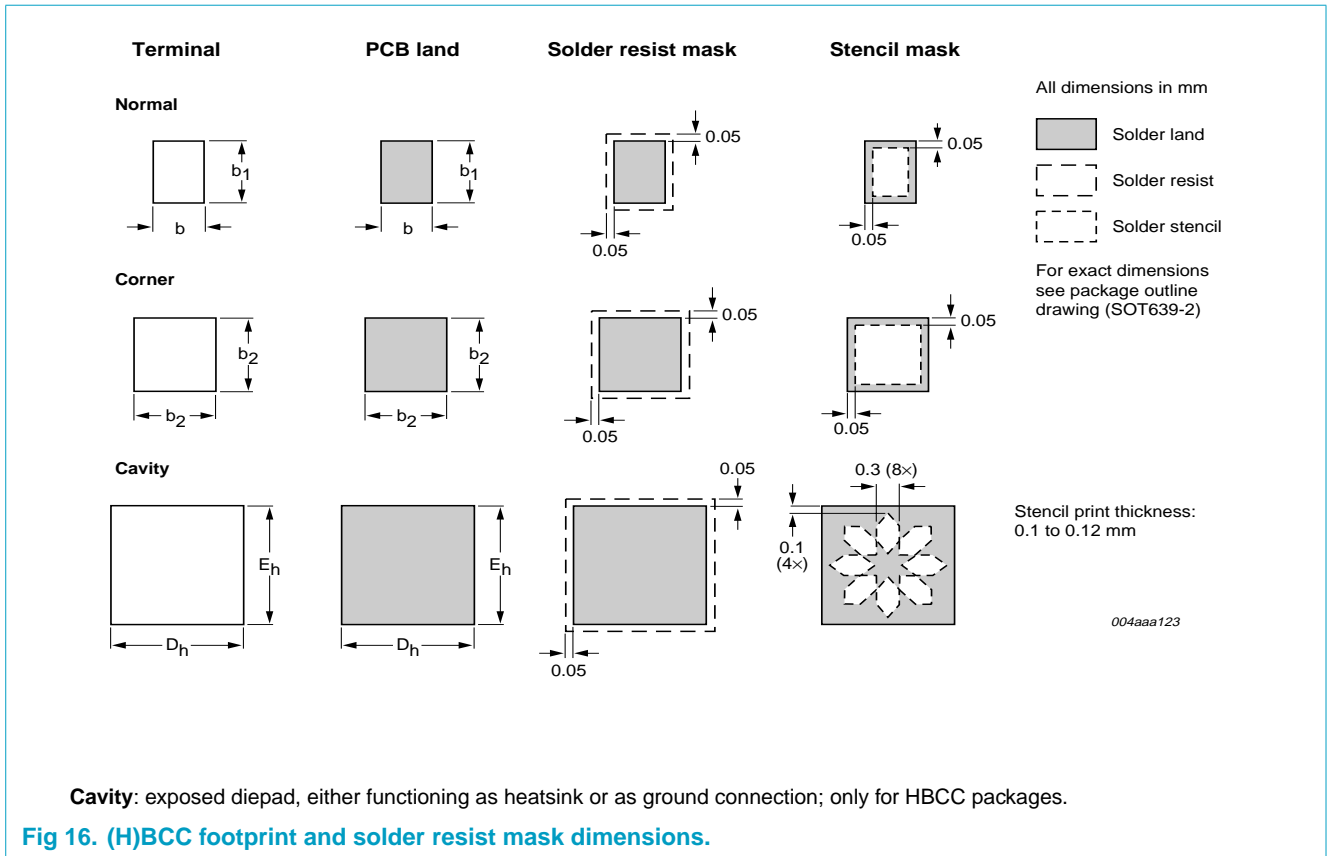 Terminal PCB land Solder resist mask Stencil mask
All dimensions in mm
Solder land
Solder resist
Solder stencil
For exact dimensions
see package outline
drawing (SOT639-2)
Normal
b1
b
b1
b
0.05
0.05
0.05
0.05
Corner
b2
b2
b2
b2
0.05
0.05
0.05
0.05
Cavity
Eh
Dh
Eh
Dh
0.05
0.05
0.3 (8×)
0.1
(4×)
Stencil print thickness:
0.1 to 0.12 mm
004aaa123
Cavity: exposed diepad, either functioning as heatsink or as ground connection; only for HBCC packages.
Fig 16. (H)BCC footprint and solder resist mask dimensions.